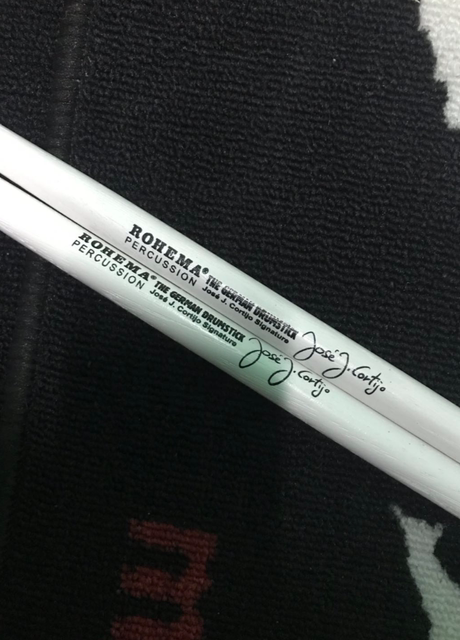 ROHEMA®
PERCUSSION
THE GERMAN DRUMSTICK
José J. Cortijo Signature
José J. Cortijo
ROHEMA®
PERCUSSION
THE GERMAN DRUMSTICK
José J. Cortijo Signature
José J. Cortijo
m